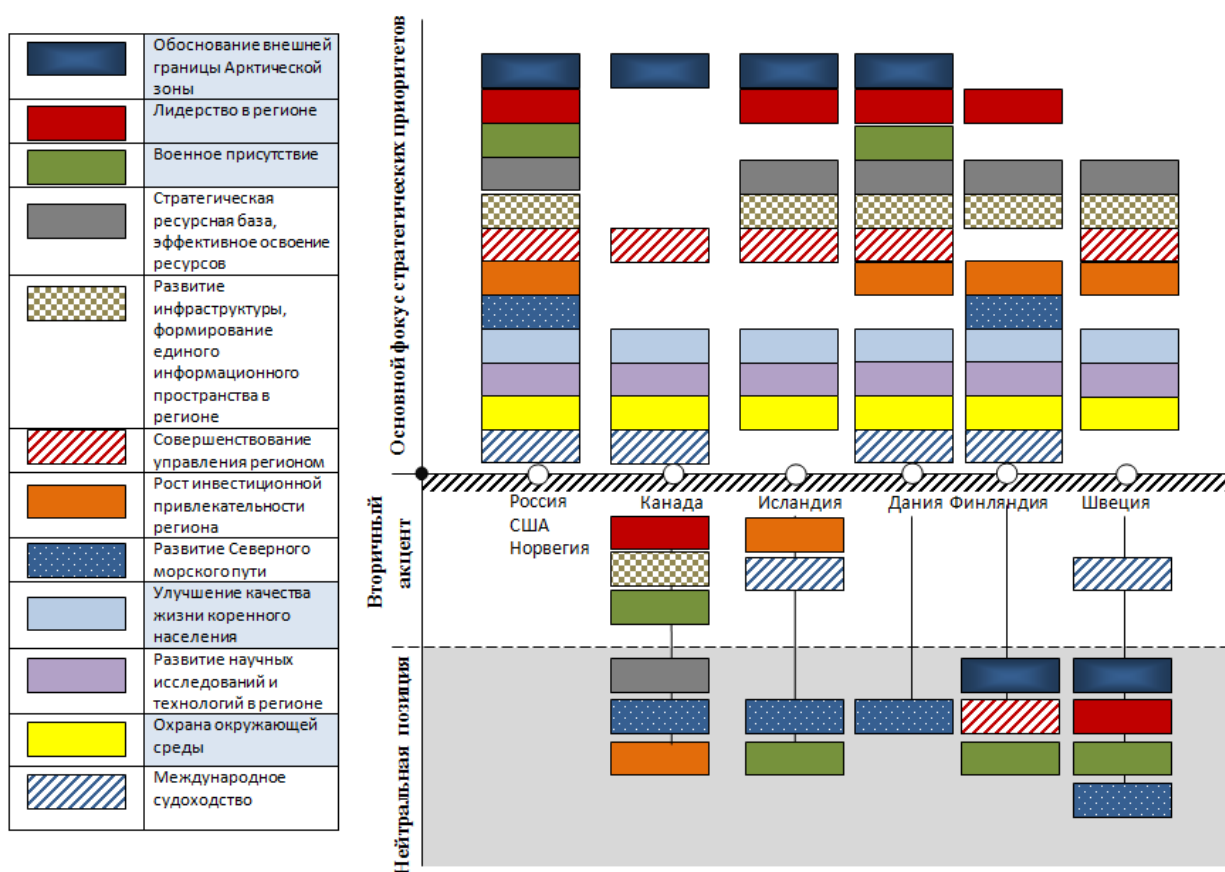 Обоснование внешней
границы Арктической
зоны
Лидерство в регионе
Военное присутствие
Стратегическая
ресурсная база,
эффективное освоение
ресурсов
Развитие
инфраструктуры,
формирование
единого
информационного
пространства в
регионе
Совершенствование
управления регионом
Рост инвестиционной
привлекательности
региона
Развитие Северного
морского пути
Улучшение качества
жизни коренного
населения
Развитие научных
исследований и
технологий в регионе
Охрана окружающей
среды
Международное
судоходство
Основной фокус стратегических приоритетов
Вторичный
акцент
Нейтральная позиция
Россия
США
Норвегия
Канада
Исландия
Дания
Финляндия
Швеция